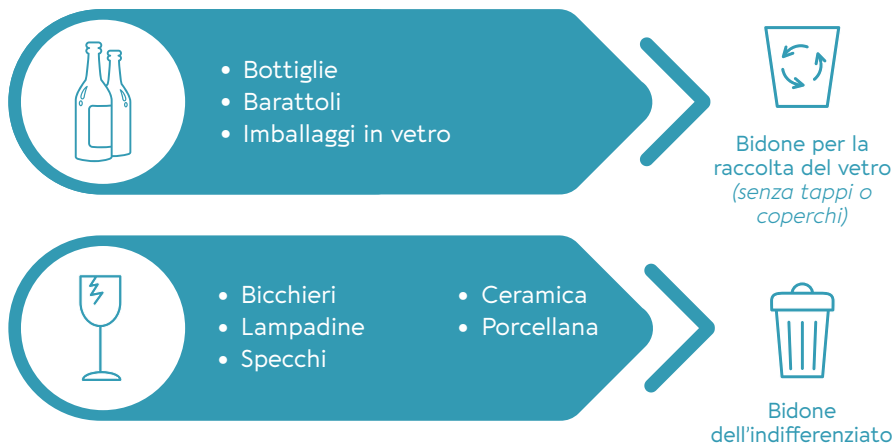 • Bottiglie
• Barattoli
• Imballaggi in vetro
Bidone per la
raccolta del vetro
(senza tappi o
coperchi)
• Bicchieri
• Lampadine
• Specchi
• Ceramica
• Porcellana
Bidone
dell'indifferenziato